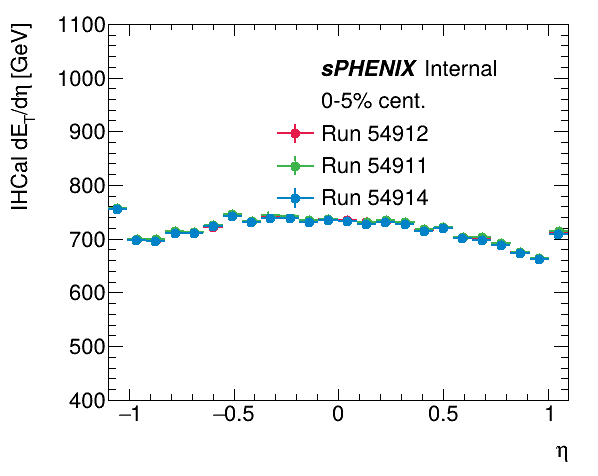 IHCal dE_T/dη [GeV]
1100
1000
900
800
700
600
500
400
sPHENIX Internal
0-5% cent.
Run 54912
Run 54911
Run 54914
−1 −0.5 0 0.5 1
η